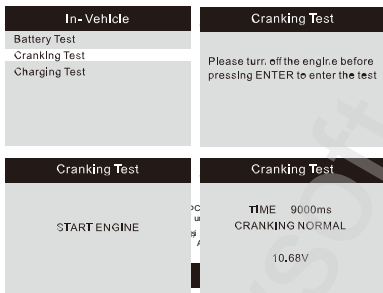 In-Vehicle
Battery Test
Cranking Test
Charging Test
Cranking Test
Please turn off the engine before
pressing ENTER to enter the test
Cranking Test
START ENGINE
Cranking Test
TIME 9000ms
CRANKING NORMAL
10.68V